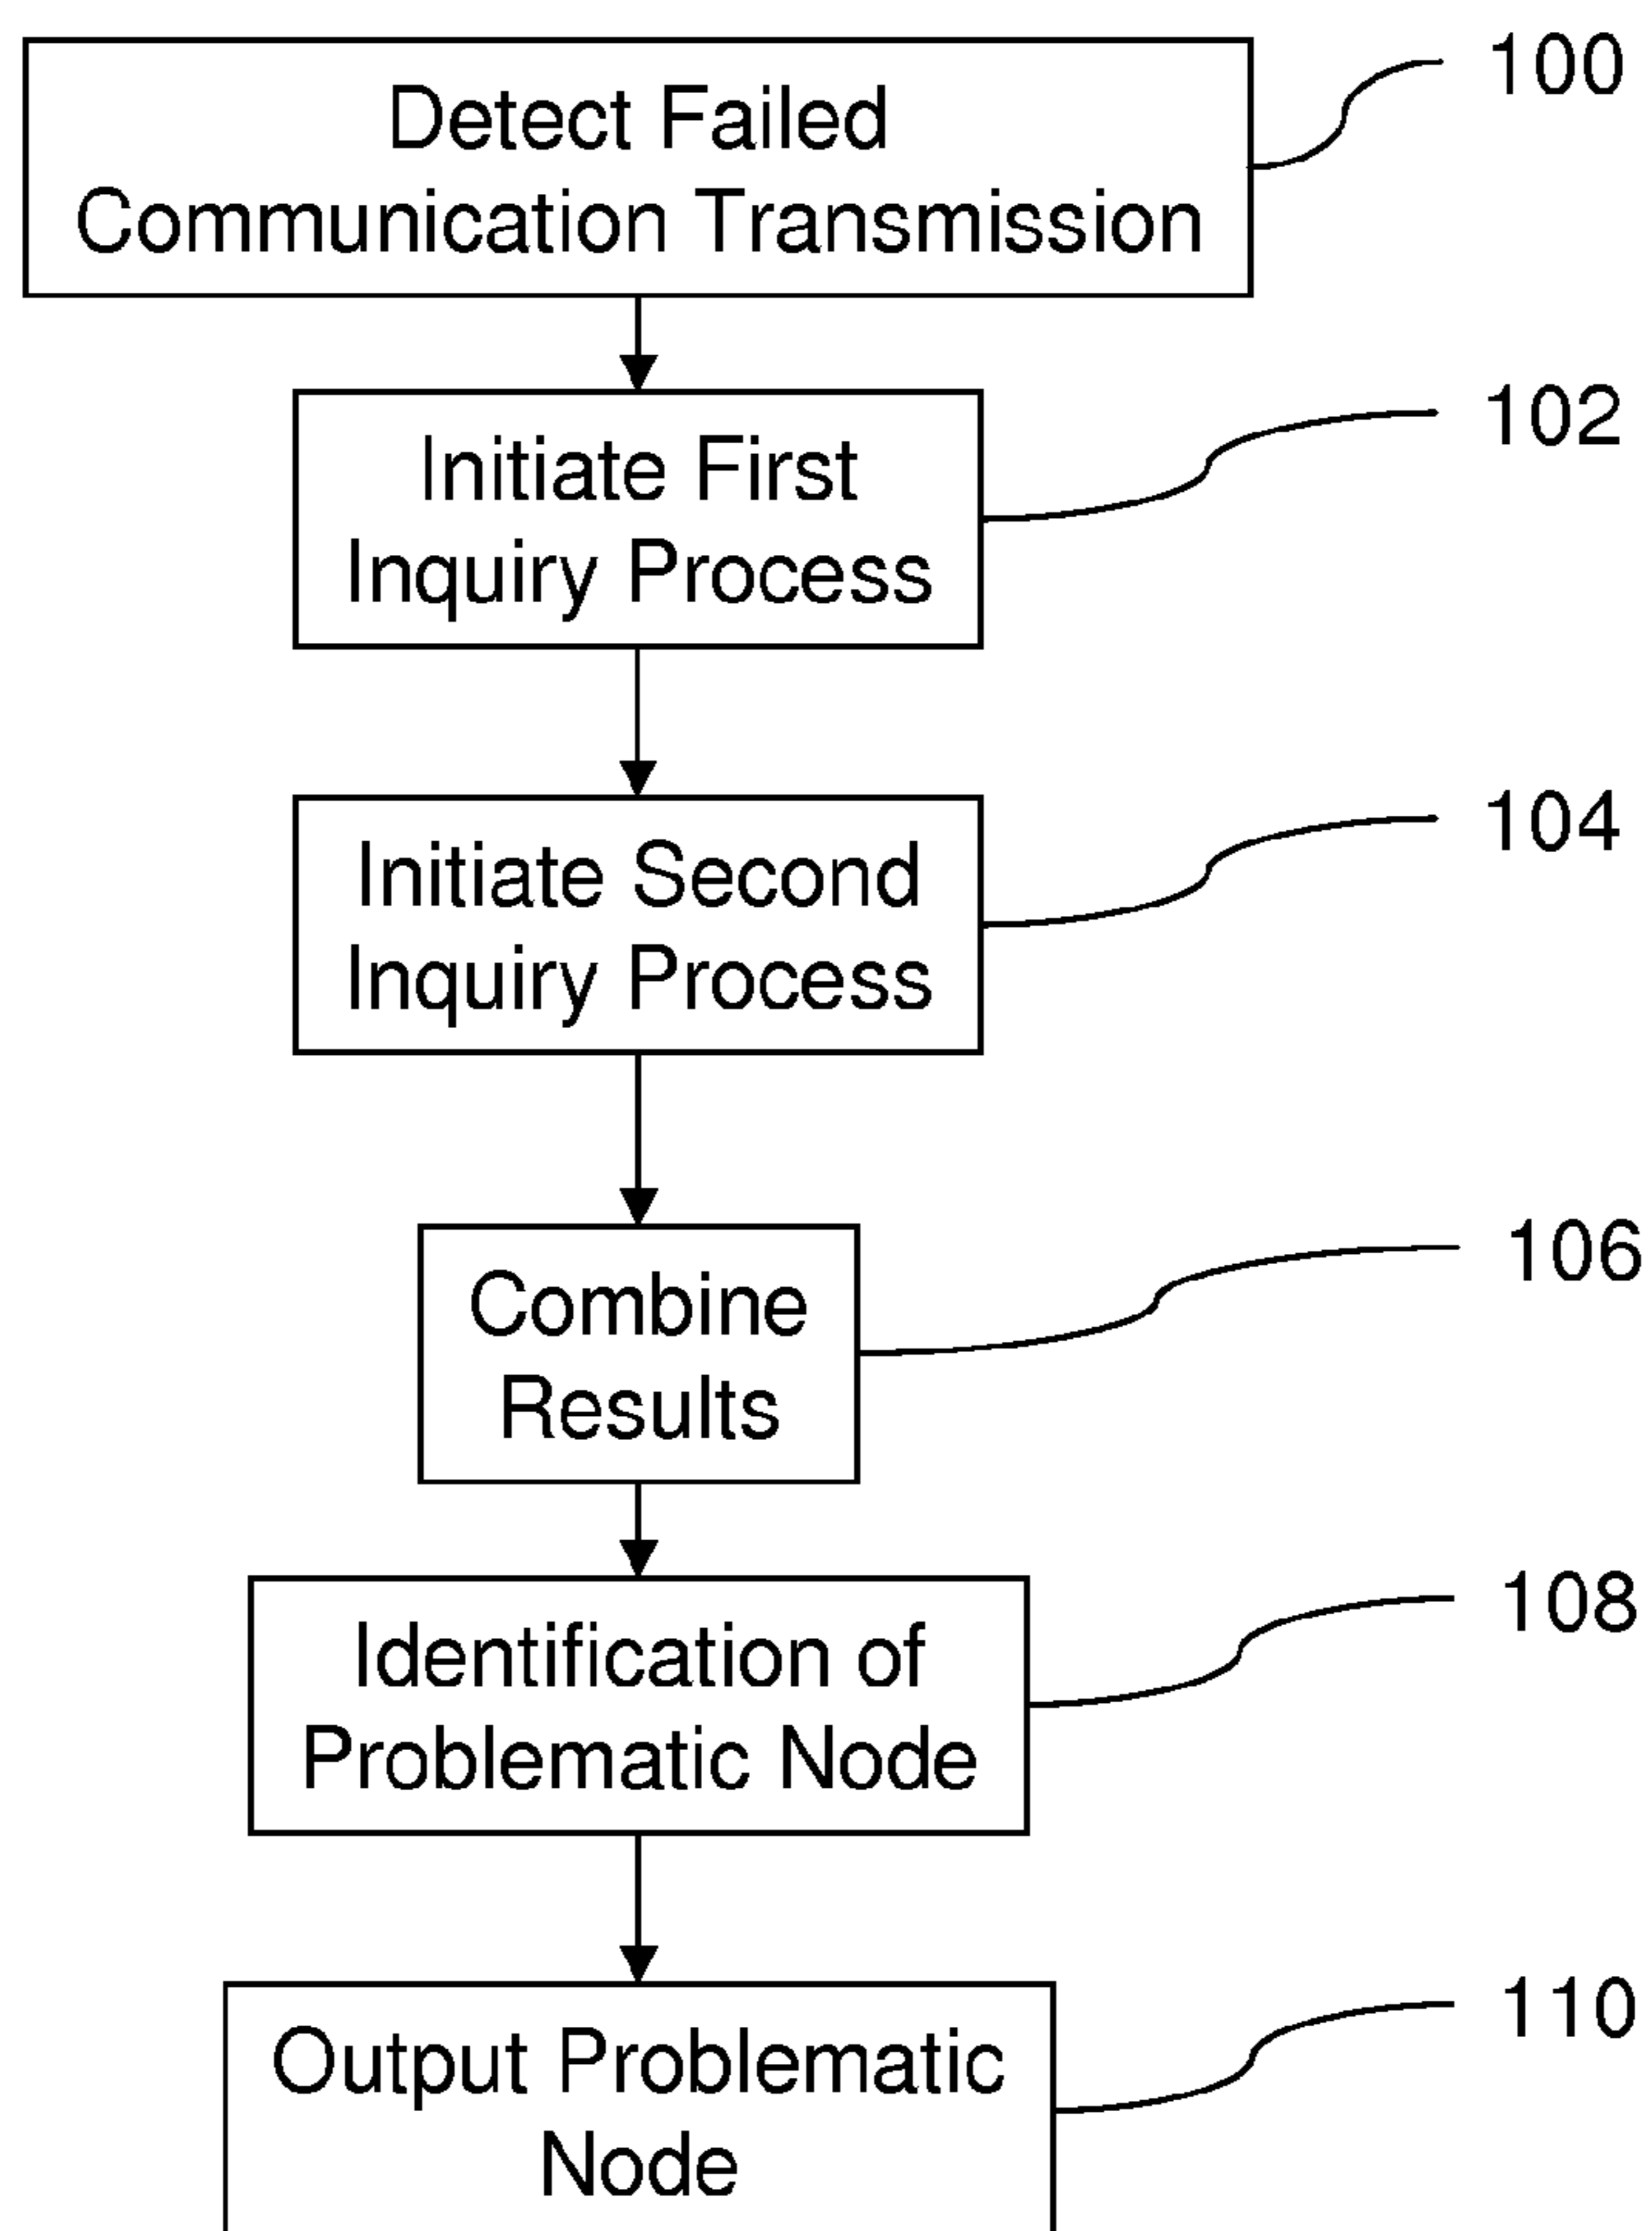 Detect Failed
Communication Transmission
100
Initiate First
Inquiry Process
102
Initiate Second
Inquiry Process
104
Combine
Results
106
Identification of
Problematic Node
108
Output Problematic
Node
110